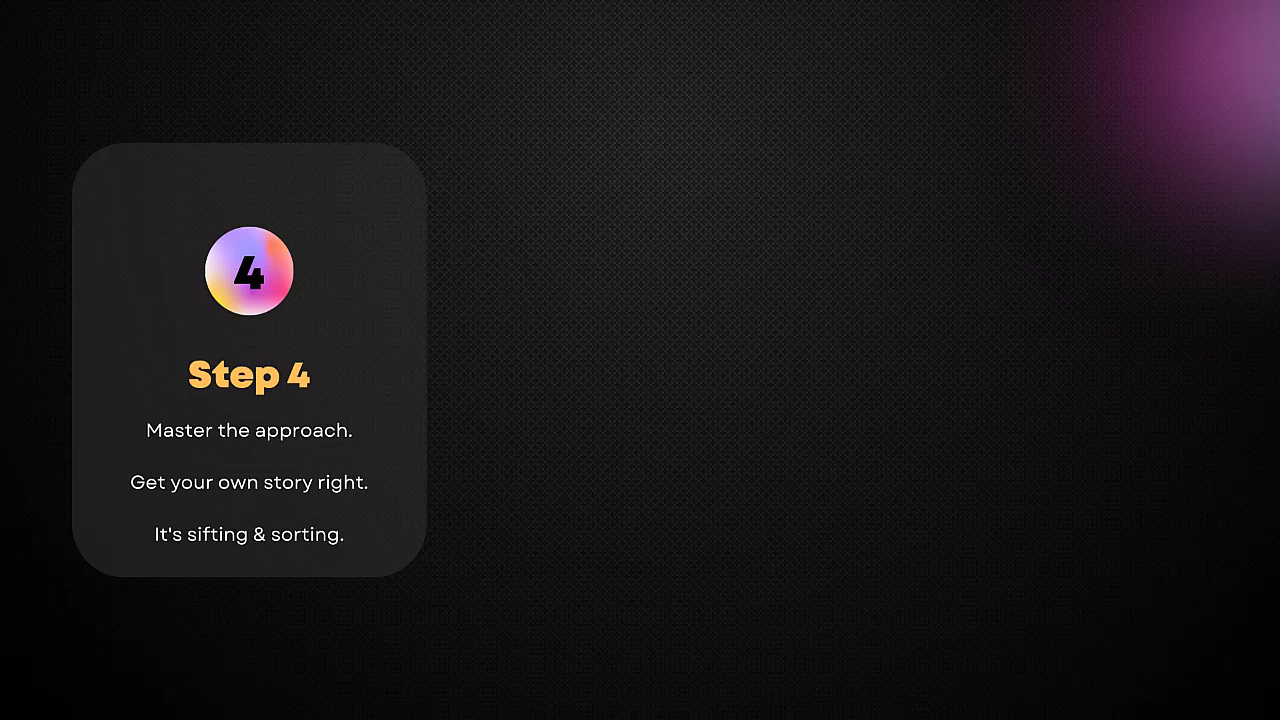 4
Step 4
Master the approach.
Get your own story right.
It's sifting & sorting.